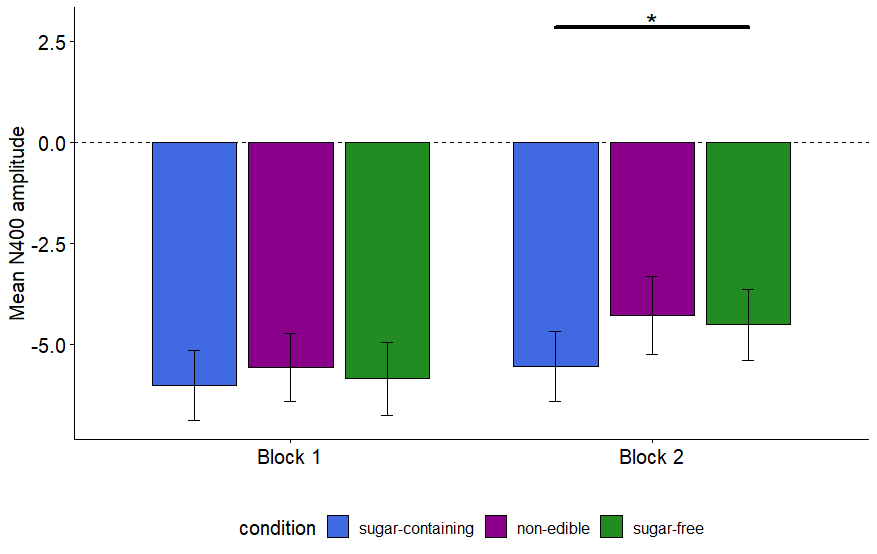 *
2.5
0.0
-2.5
-5.0
Mean N400 amplitude
Block 1 Block 2
condition sugar-containing non-edible sugar-free